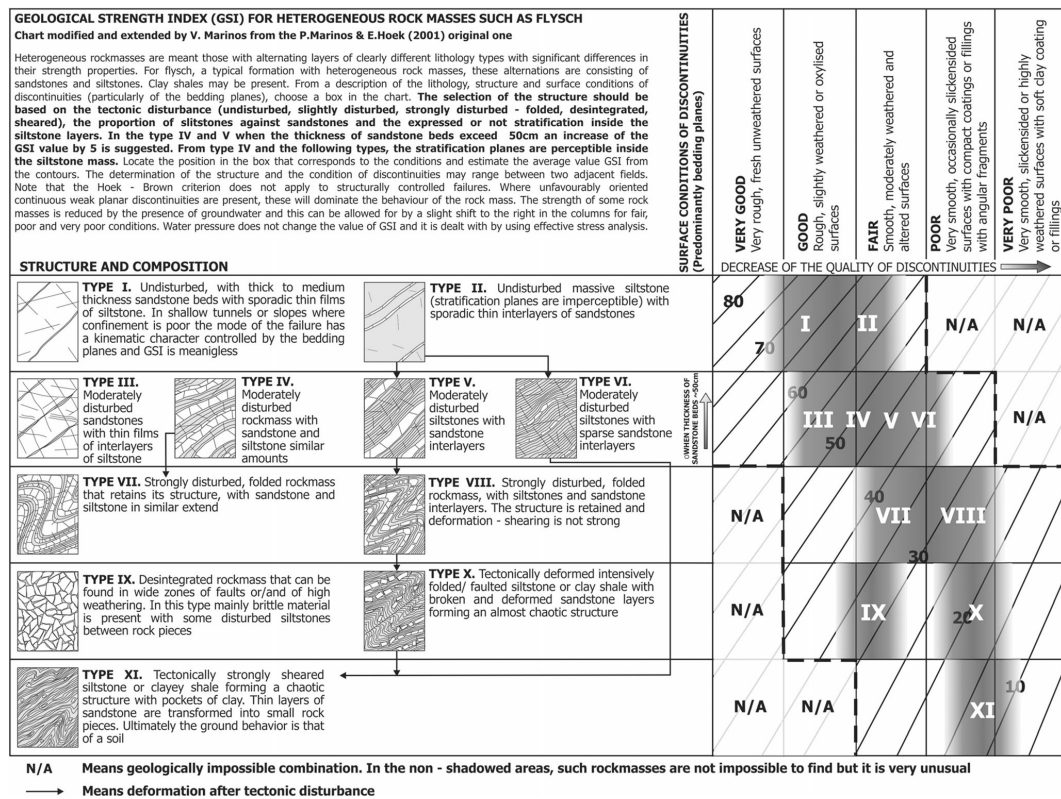 GEOLOGICAL STRENGTH INDEX (GSI) FOR HETEROGENEOUS ROCK MASSES SUCH AS FLYSCH
Chart modified and extended by V. Marinos from the P.Marinos & E.Hoek (2001) original one
Heterogeneous rockmasses are meant those with alternating layers of clearly different lithology types with significant differences in
their strength properties. For flysch, a typical formation with heterogeneous rock masses, these alternations are consisting of
sandstones and siltstones. Clay shales may be present. From a description of the lithology, structure and surface conditions of
discontinuities (particularly of the bedding planes), choose a box in the chart. The selection of the structure should be
based on the tectonic disturbance (undisturbed, slightly disturbed, strongly disturbed - folded, desintegrated,
sheared), the proportion of slitstones against sandstones and the expressed or not stratification inside the
siltstone layers. In the type IV and V when the thickness of sandstone beds exceed 50cm an increase of the
GSI value by 5 is suggested. From type IV and the following types, the stratification planes are perceptible inside
the siltstone mass. Locate the position in the box that corresponds to the conditions and estimate the average value GSI from
the contours. The determination of the structure and the condition of discontinuities may range between two adjacent fields.
Note that the Hoek - Brown criterion does not apply to structurally controlled failures. Where unfavourably oriented
continuous weak planar discontinuities are present, these will dominate the behaviour of the rock mass. The strength of some rock
masses is reduced by the presence of groundwater and this can be allowed for by a slight shift to the right in the columns for fair,
poor and very poor conditions. Water pressure does not change the value of GSI and it is dealt with by using effective stress analysis.
SURFACE CONDITIONS OF DISCONTINUITIES
(Predominantly bedding planes)
VERY GOOD
Very rough, fresh unweathered surfaces
GOOD
Rough, slightly weathered or oxylised
surfaces
FAIR
Smooth, moderately weathered and
altered surfaces
POOR
Very smooth, occasionally slickensided
surfaces with compact coatings or fillings
with angular fragments
VERY POOR
Very smooth, slickensided or highly
weathered surfaces with soft clay coating
or fillings
STRUCTURE AND COMPOSITION
DECREASE OF THE QUALITY OF DISCONTINUITIES
TYPE I. Undisturbed, with thick to medium
thickness sandstone beds with sporadic thin films
of siltstone. In shallow tunnels or slopes where
confinement is poor the mode of the failure has
a kinematic character controlled by the bedding
planes and GSI is meanigless
TYPE II. Undisturbed massive siltstone
(stratification planes are imperceptible) with
sporadic thin interlayers of sandstones
80
70
I
II
N/A
N/A
TYPE III.
Moderately
disturbed
sandstones
with thin films
of interlayers
of siltstone
TYPE IV.
Moderately
disturbed
rockmass with
sandstone and
siltstone similar
amounts
TYPE V.
Moderately
disturbed
siltstones with
sandstone
interlayers
TYPE VI.
Moderately
disturbed
siltstones with
sparse sandstone
interlayers
WHEN THICKNESS OF
SANDSTONE BEDS ~50cm
60
III
IV
V
VI
50
N/A
TYPE VII. Strongly disturbed, folded rockmass
that retains its structure, with sandstone and
siltstone in similar extend
TYPE VIII. Strongly disturbed, folded
rockmass, with siltstones and sandstone
interlayers. The structure is retained and
deformation - shearing is not strong
N/A
40
VII
VIII
30
TYPE IX. Desintegrated rockmass that can be
found in wide zones of faults or/and of high
weathering. In this type mainly brittle material
is present with some disturbed siltstones
between rock pieces
TYPE X. Tectonically deformed intensively
folded/ faulted siltstone or clay shale with
broken and deformed sandstone layers
forming an almost chaotic structure
N/A
IX
20
X
TYPE XI. Tectonically strongly sheared
siltstone or clayey shale forming a chaotic
structure with pockets of clay. Thin layers of
sandstone are transformed into small rock
pieces. Ultimately the ground behavior is that
of a soil
N/A
N/A
10
XI
N/A Means geologically impossible combination. In the non - shadowed areas, such rockmasses are not impossible to find but it is very unusual
Means deformation after tectonic disturbance